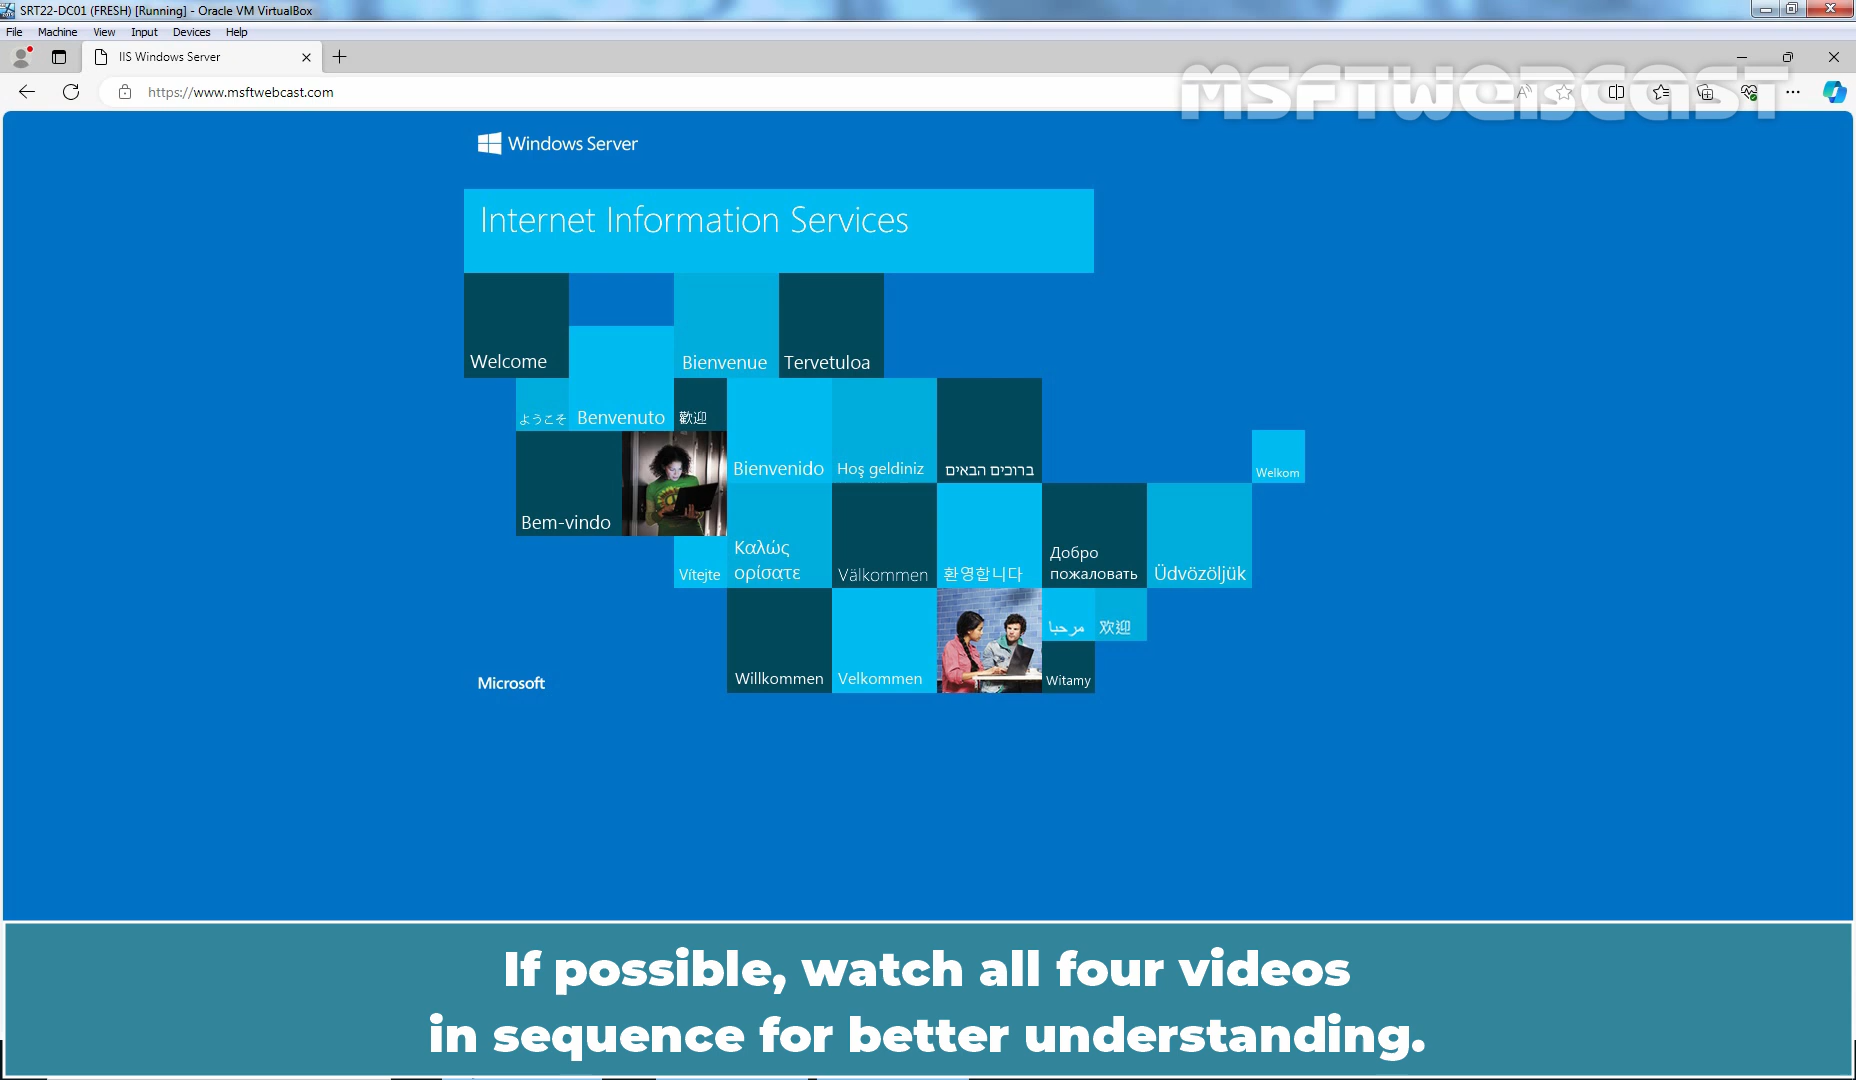 SRT22-DC01 (FRESH) [Running] - Oracle VM VirtualBox
File Machine View Input Devices Help
IIS Windows Server
https://www.msftwebcast.com
MSFTWEBCAST
Windows Server
Internet Information Services
Welcome
Bienvenue
Tervetuloa
ようこそ
Benvenuto
歡迎
Bienvenido
Hoş geldiniz
ברוכים הבאים
Welkom
Bem-vindo
Vítejte
Καλώς
ορίσατε
Välkommen
환영합니다
Добро
пожаловать
Üdvözöljük
مرحبا
欢迎
Microsoft
Willkommen
Velkommen
Witamy
If possible, watch all four videos
in sequence for better understanding.